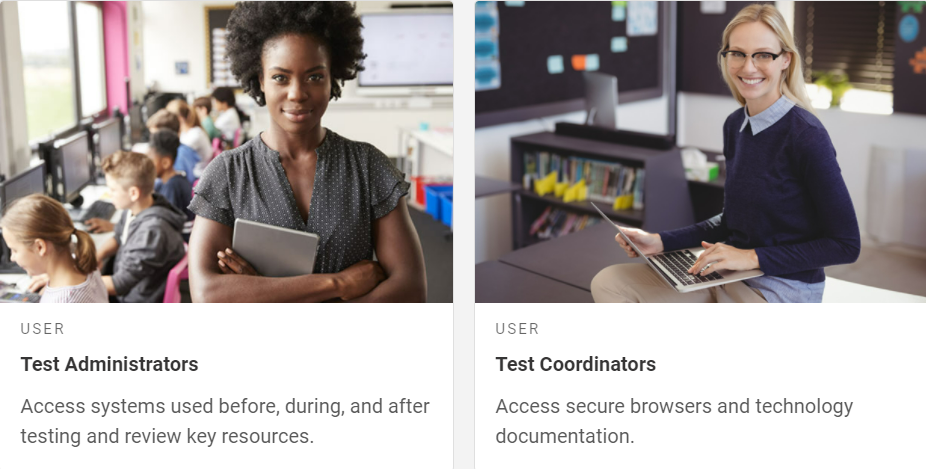 USER
Test Administrators
Access systems used before, during, and after
testing and review key resources.
USER
Test Coordinators
Access secure browsers and technology
documentation.